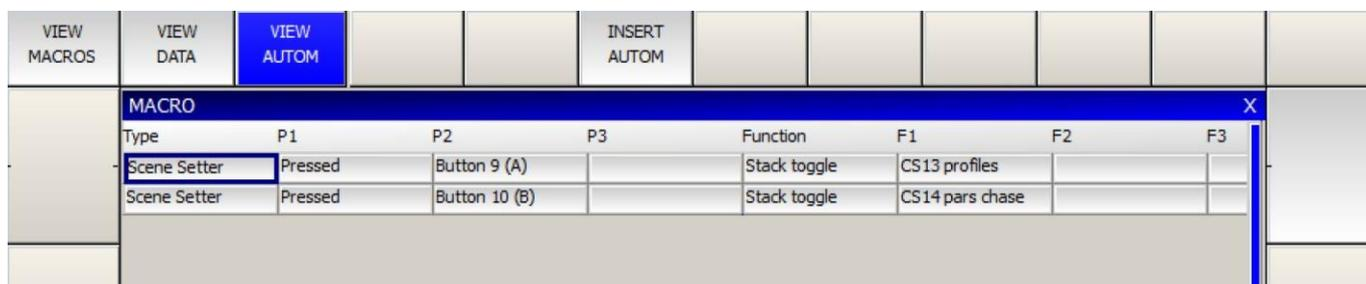 VIEW MACROS VIEW DATA VIEW AUTOM INSERT AUTOM
MACRO X
Type P1 P2 P3 Function F1 F2 F3
Scene Setter Pressed Button 9 (A) Stack toggle CS13 profiles
Scene Setter Pressed Button 10 (B) Stack toggle CS14 pars chase